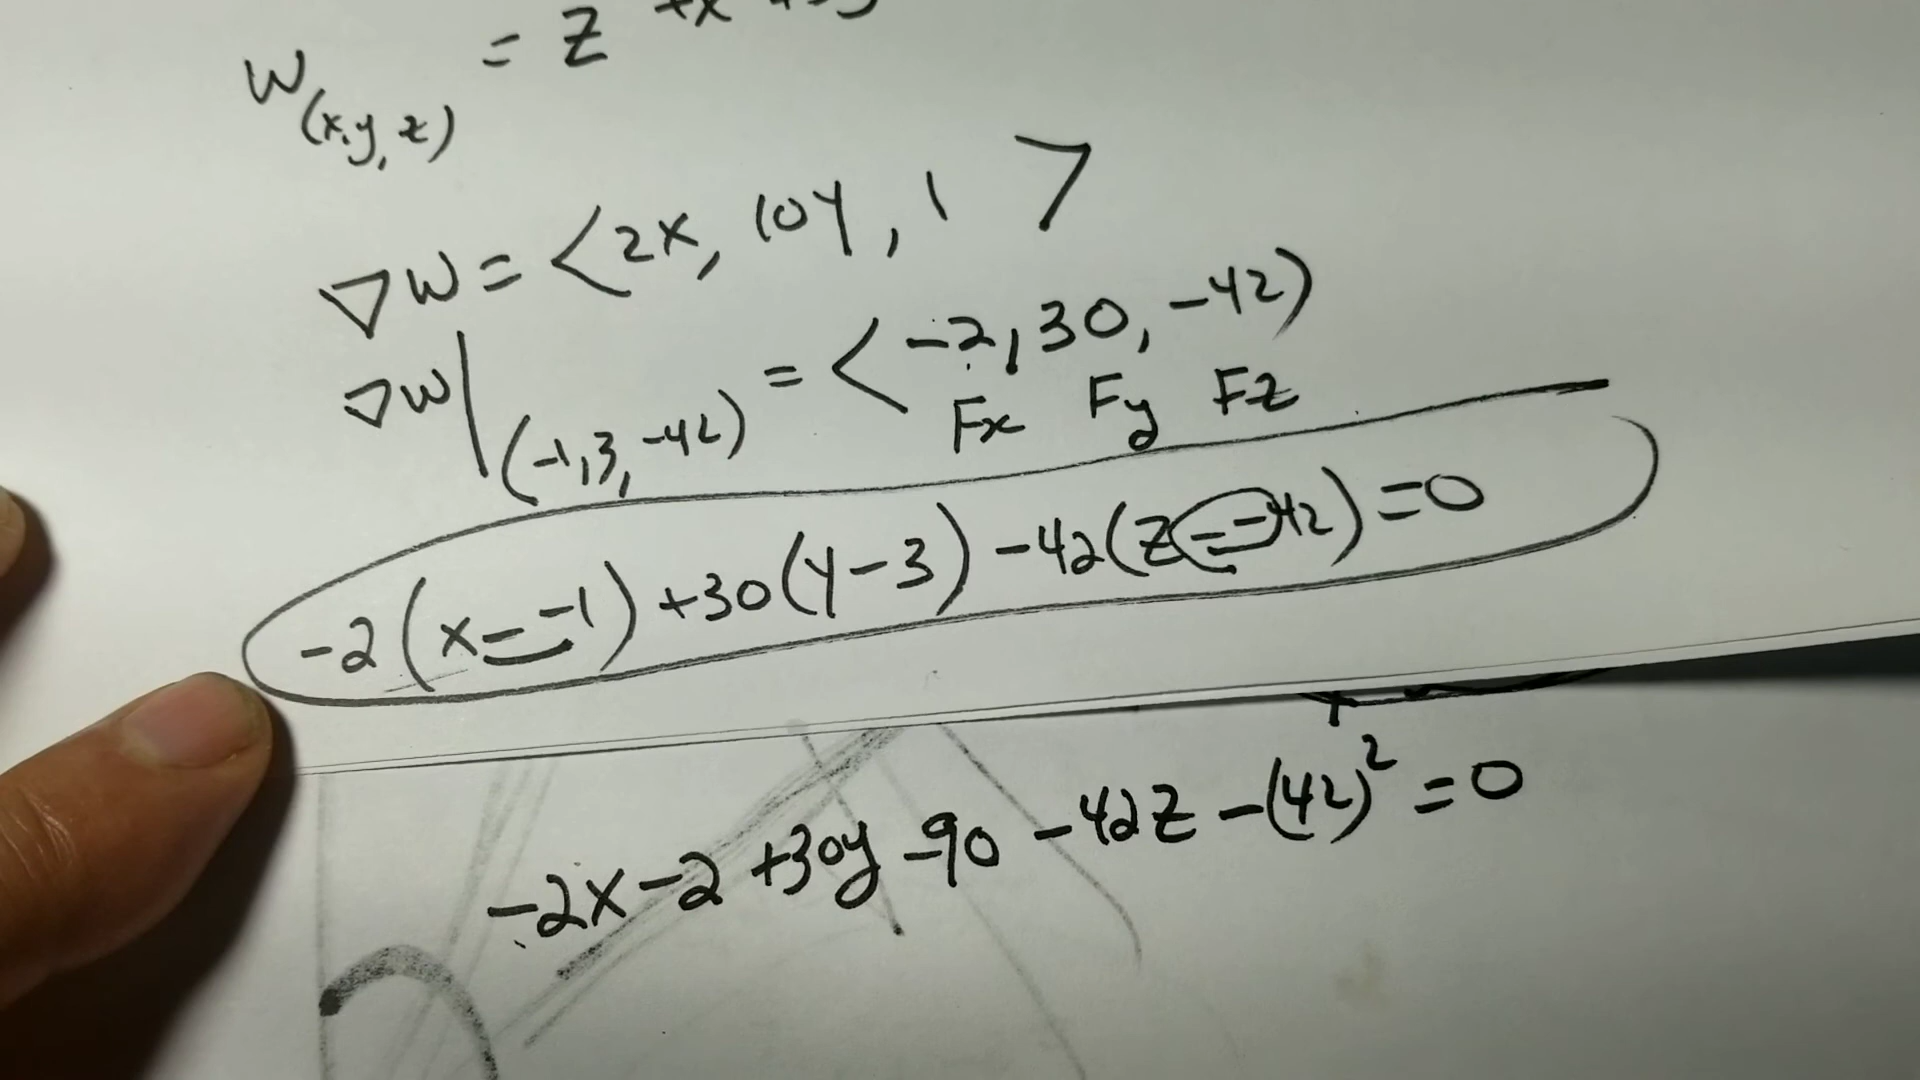 W(x,y,z) = z +x
∇W = <2x, 10y, 1>
∇W|(-1,3,-42) = <-2, 30, -42)
Fx Fy Fz
-2(x--1)+30(y-3)-42(z--42)=0
-2x-2+30y-90-42z-(42)²=0